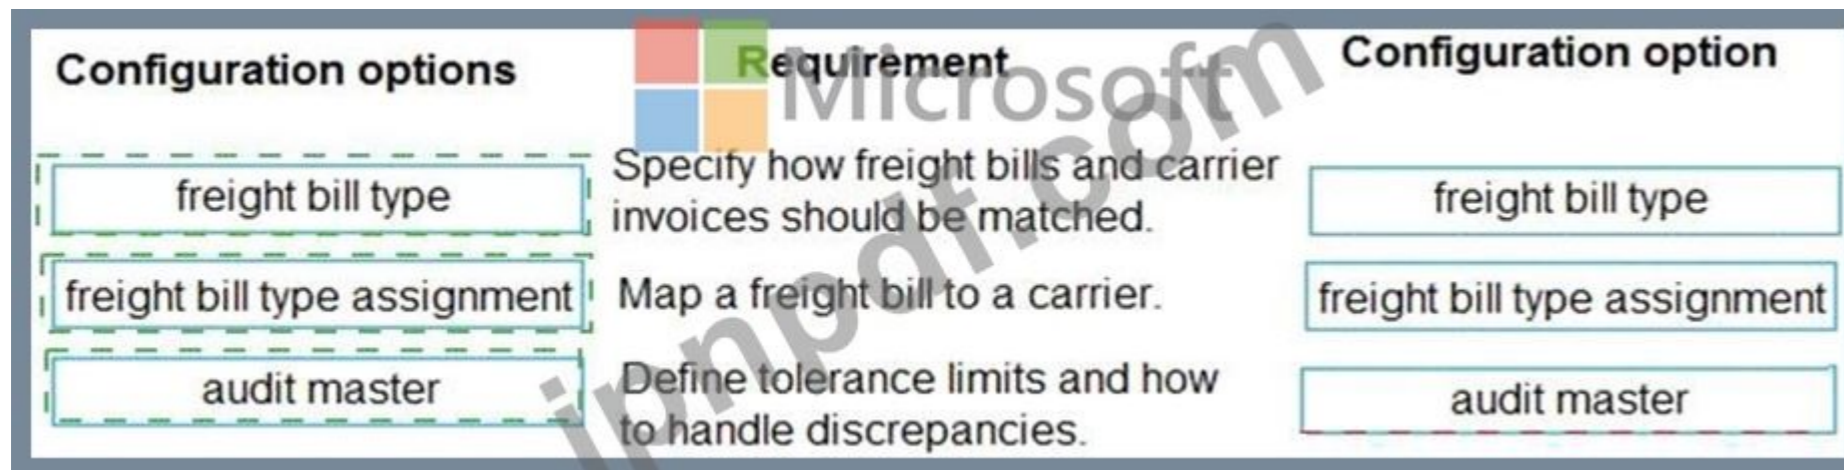 Configuration options
Requirement
Configuration option
Microsoft
freight bill type
Specify how freight bills and carrier
invoices should be matched.
freight bill type
freight bill type assignment
Map a freight bill to a carrier.
freight bill type assignment
audit master
Define tolerance limits and how
to handle discrepancies.
audit master
jpnpdf.com